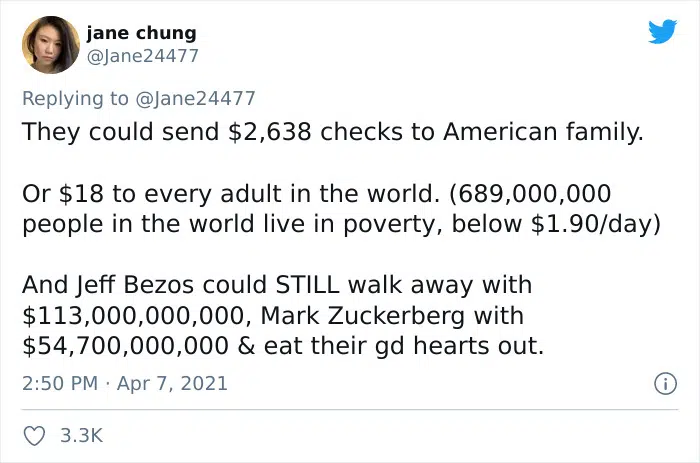 jane chung
@Jane24477
Replying to @Jane24477
They could send $2,638 checks to American family.
Or $18 to every adult in the world. (689,000,000
people in the world live in poverty, below $1.90/day)
And Jeff Bezos could STILL walk away with
$113,000,000,000, Mark Zuckerberg with
$54,700,000,000 & eat their gd hearts out.
2:50 PM · Apr 7, 2021
3.3K